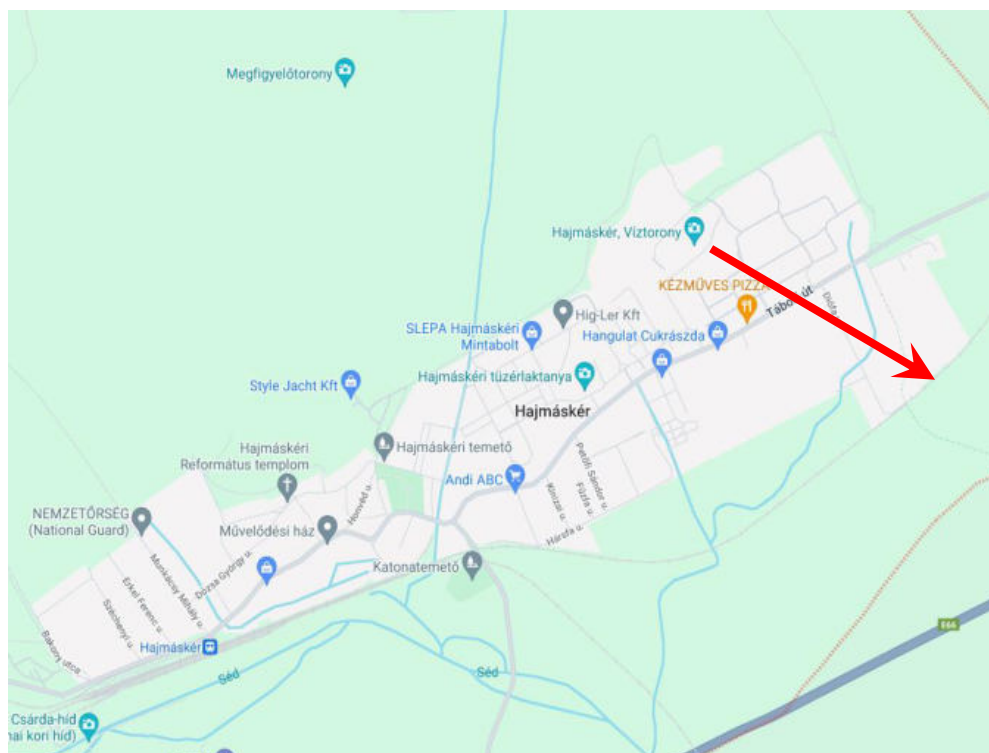 Megfigyelőtorony
Hajmáskér, Víztorony
KÉZMŰVES PIZZA
Hig-Ler Kft
SLEPA Hajmáskéri
Mintabolt
Hangulat Cukrászda
Hajmáskéri tüzérlaktanya
Style Jacht Kft
Hajmáskér
Hajmáskéri temető
Hajmáskéri
Református templom
Andi ABC
Petőfi Sándor u.
Fűzfa u.
Kinizsi u.
Honvéd u.
NEMZETŐRSÉG
(National Guard)
Művelődési ház
Hársfa u.
Katonatemető
Dózsa György u.
Munkácsy Mihály u.
Erkel Ferenc u.
Széchenyi u.
Bakony utca
Hajmáskér
E66
Séd
Séd
Csárda-híd